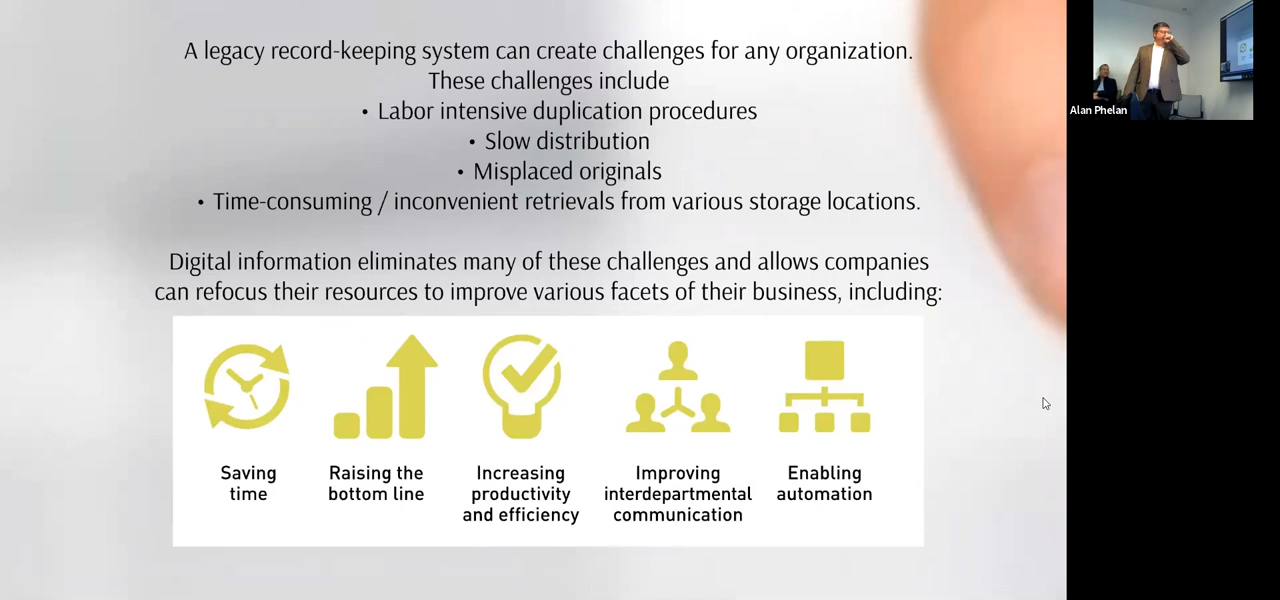 A legacy record-keeping system can create challenges for any organization.
These challenges include
• Labor intensive duplication procedures
• Slow distribution
• Misplaced originals
• Time-consuming / inconvenient retrievals from various storage locations.
Digital information eliminates many of these challenges and allows companies
can refocus their resources to improve various facets of their business, including:
Saving
time
Raising the
bottom line
Increasing
productivity
and efficiency
Improving
interdepartmental
communication
Enabling
automation
Alan Phelan